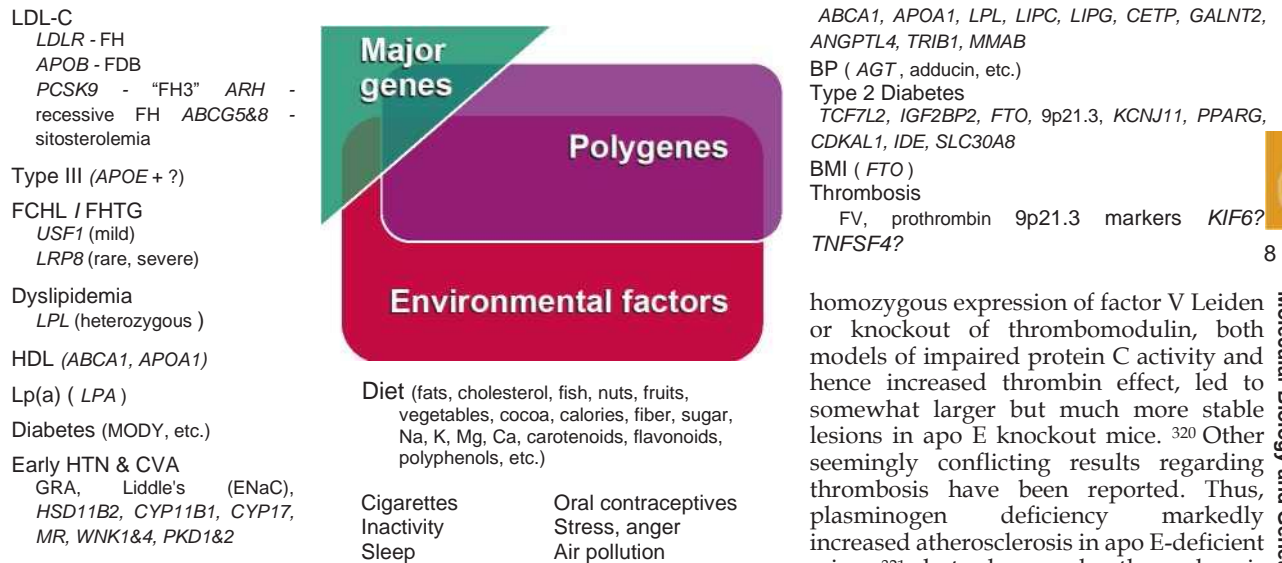 LDL-C
LDLR - FH
APOB - FDB
PCSK9 - “FH3” ARH -
recessive FH ABCG5&8 -
sitosterolemia
Type III (APOE + ?)
FCHL / FHTG
USF1 (mild)
LRP8 (rare, severe)
Dyslipidemia
LPL (heterozygous )
HDL (ABCA1, APOA1)
Lp(a) ( LPA )
Diabetes (MODY, etc.)
Early HTN & CVA
GRA, Liddle's (ENaC),
HSD11B2, CYP11B1, CYP17,
MR, WNK1&4, PKD1&2
Major
genes
Polygenes
Environmental factors
Diet (fats, cholesterol, fish, nuts, fruits,
vegetables, cocoa, calories, fiber, sugar,
Na, K, Mg, Ca, carotenoids, flavonoids,
polyphenols, etc.)
Cigarettes Oral contraceptives
Inactivity Stress, anger
Sleep Air pollution
ABCA1, APOA1, LPL, LIPC, LIPG, CETP, GALNT2,
ANGPTL4, TRIB1, MMAB
BP ( AGT , adducin, etc.)
Type 2 Diabetes
TCF7L2, IGF2BP2, FTO, 9p21.3, KCNJ11, PPARG,
CDKAL1, IDE, SLC30A8
BMI ( FTO )
Thrombosis
FV, prothrombin 9p21.3 markers KIF6?
TNFSF4?
8
homozygous expression of factor V Leiden
or knockout of thrombomodulin, both
models of impaired protein C activity and
hence increased thrombin effect, led to
somewhat larger but much more stable
lesions in apo E knockout mice. 320 Other
seemingly conflicting results regarding
thrombosis have been reported. Thus,
plasminogen deficiency markedly
increased atherosclerosis in apo E-deficient